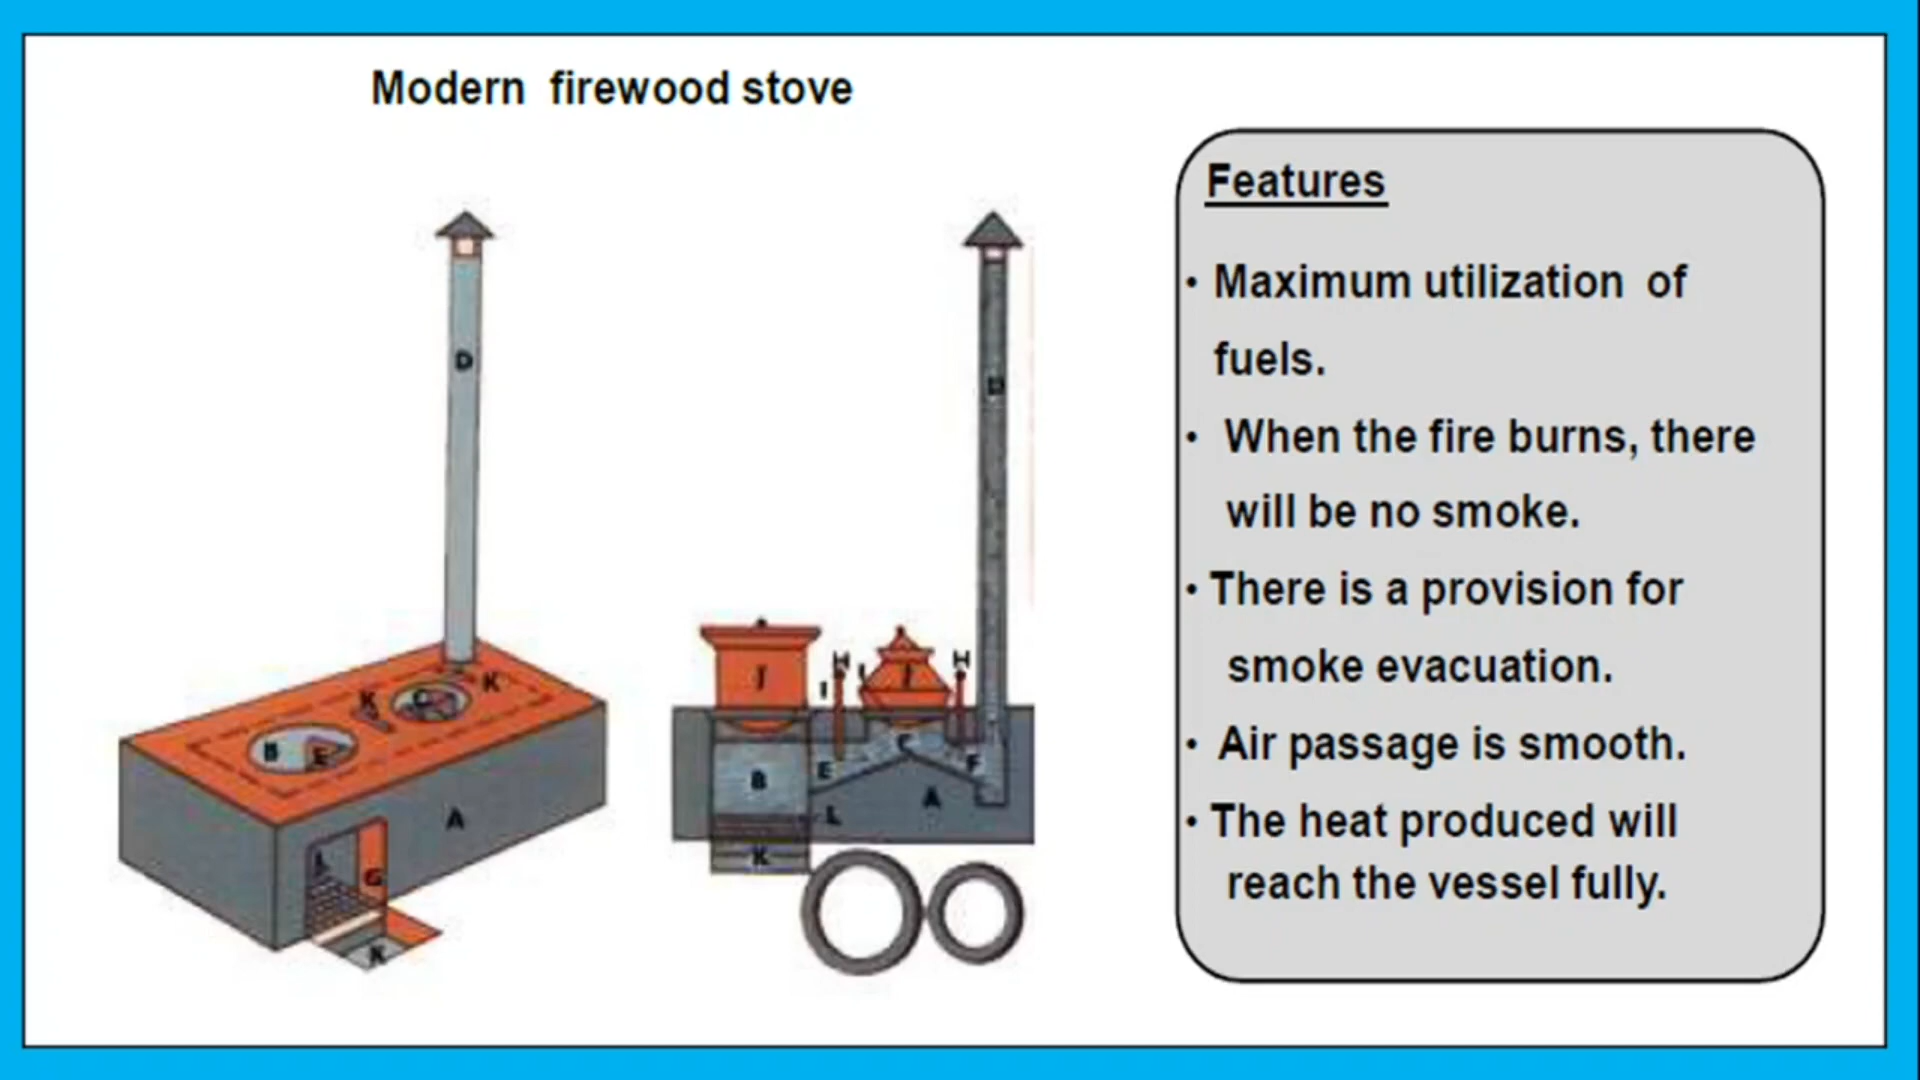 Modern firewood stove
Features
• Maximum utilization of
fuels.
• When the fire burns, there
will be no smoke.
• There is a provision for
smoke evacuation.
• Air passage is smooth.
• The heat produced will
reach the vessel fully.
D
K
K
C
B
E
A
L
G
K
D
H
H
I
I
J
J
C
E
F
B
A
L
K